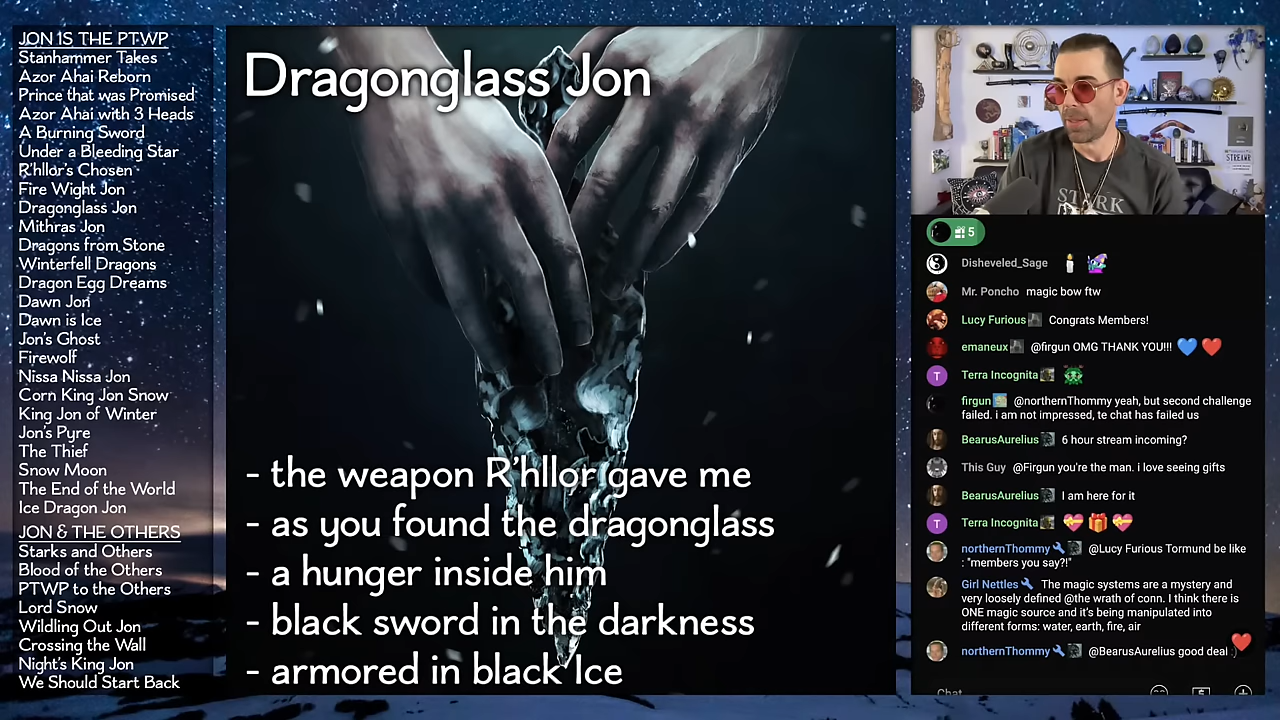 JON IS THE PTWP
Stanhammer Takes
Azor Ahai Reborn
Prince that was Promised
Azor Ahai with 3 Heads
A Burning Sword
Under a Bleeding Star
R'hllor's Chosen
Fire Wight Jon
Dragonglass Jon
Mithras Jon
Dragons from Stone
Winterfell Dragons
Dragon Egg Dreams
Dawn Jon
Dawn is Ice
Jon's Ghost
Firewolf
Nissa Nissa Jon
Corn King Jon Snow
King Jon of Winter
Jon's Pyre
The Thief
Snow Moon
The End of the World
Ice Dragon Jon
JON & THE OTHERS
Starks and Others
Blood of the Others
PTWP to the Others
Lord Snow
Wildling Out Jon
Crossing the Wall
Night's King Jon
We Should Start Back
Dragonglass Jon
- the weapon R'hllor gave me
- as you found the dragonglass
- a hunger inside him
- black sword in the darkness
- armored in black Ice
STARK
STREAMR
5
Disheveled_Sage
Mr. Poncho magic bow ftw
Lucy Furious Congrats Members!
emaneux @firgun OMG THANK YOU!!! 💙 ❤️
T Terra Incognita
firgun @northernThommy yeah, but second challenge
failed. i am not impressed, te chat has failed us
BearusAurelius 6 hour stream incoming?
This Guy @Firgun you're the man. i love seeing gifts
BearusAurelius I am here for it
T Terra Incognita 💝 🎁 💝
northernThommy @Lucy Furious Tormund be like
: "members you say?!"
Girl Nettles The magic systems are a mystery and
very loosely defined @the wrath of conn. I think there is
ONE magic source and it's being manipulated into
different forms: water, earth, fire, air
northernThommy @BearusAurelius good deal :)
Chat